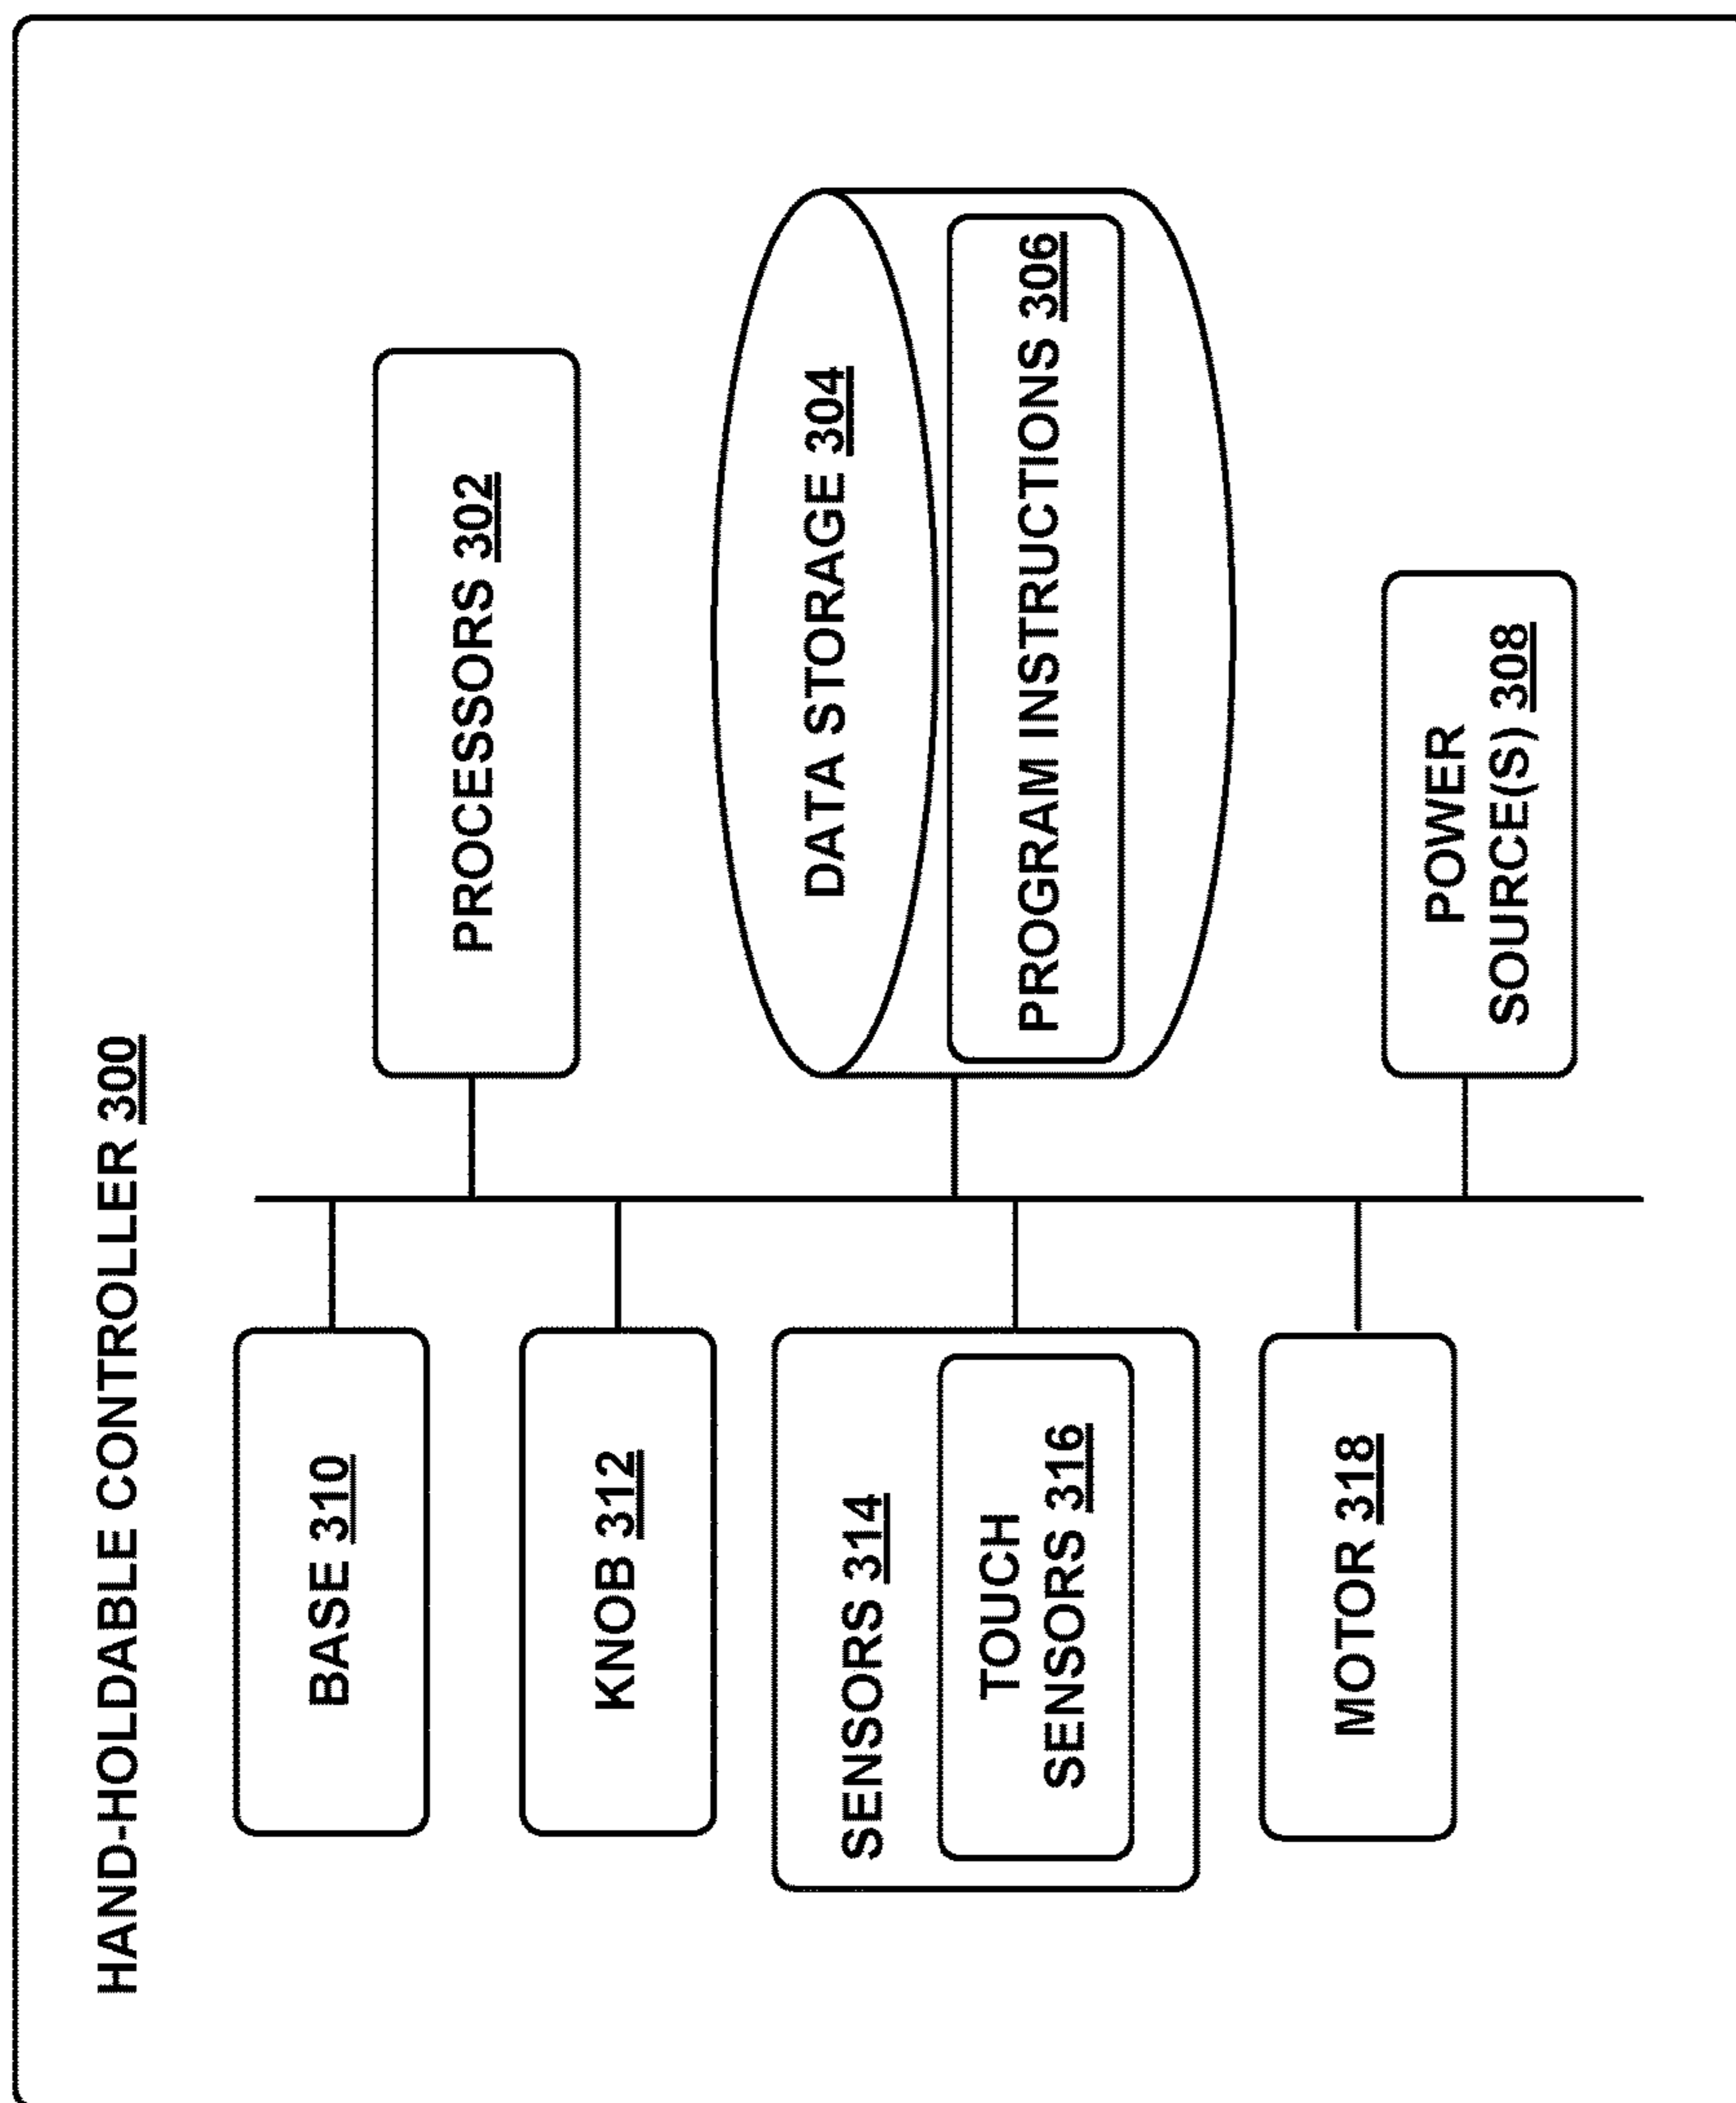 HAND-HOLDABLE CONTROLLER 300
PROCESSORS 302
DATA STORAGE 304
PROGRAM INSTRUCTIONS 306
POWER
SOURCE(S) 308
BASE 310
KNOB 312
SENSORS 314
TOUCH
SENSORS 316
MOTOR 318